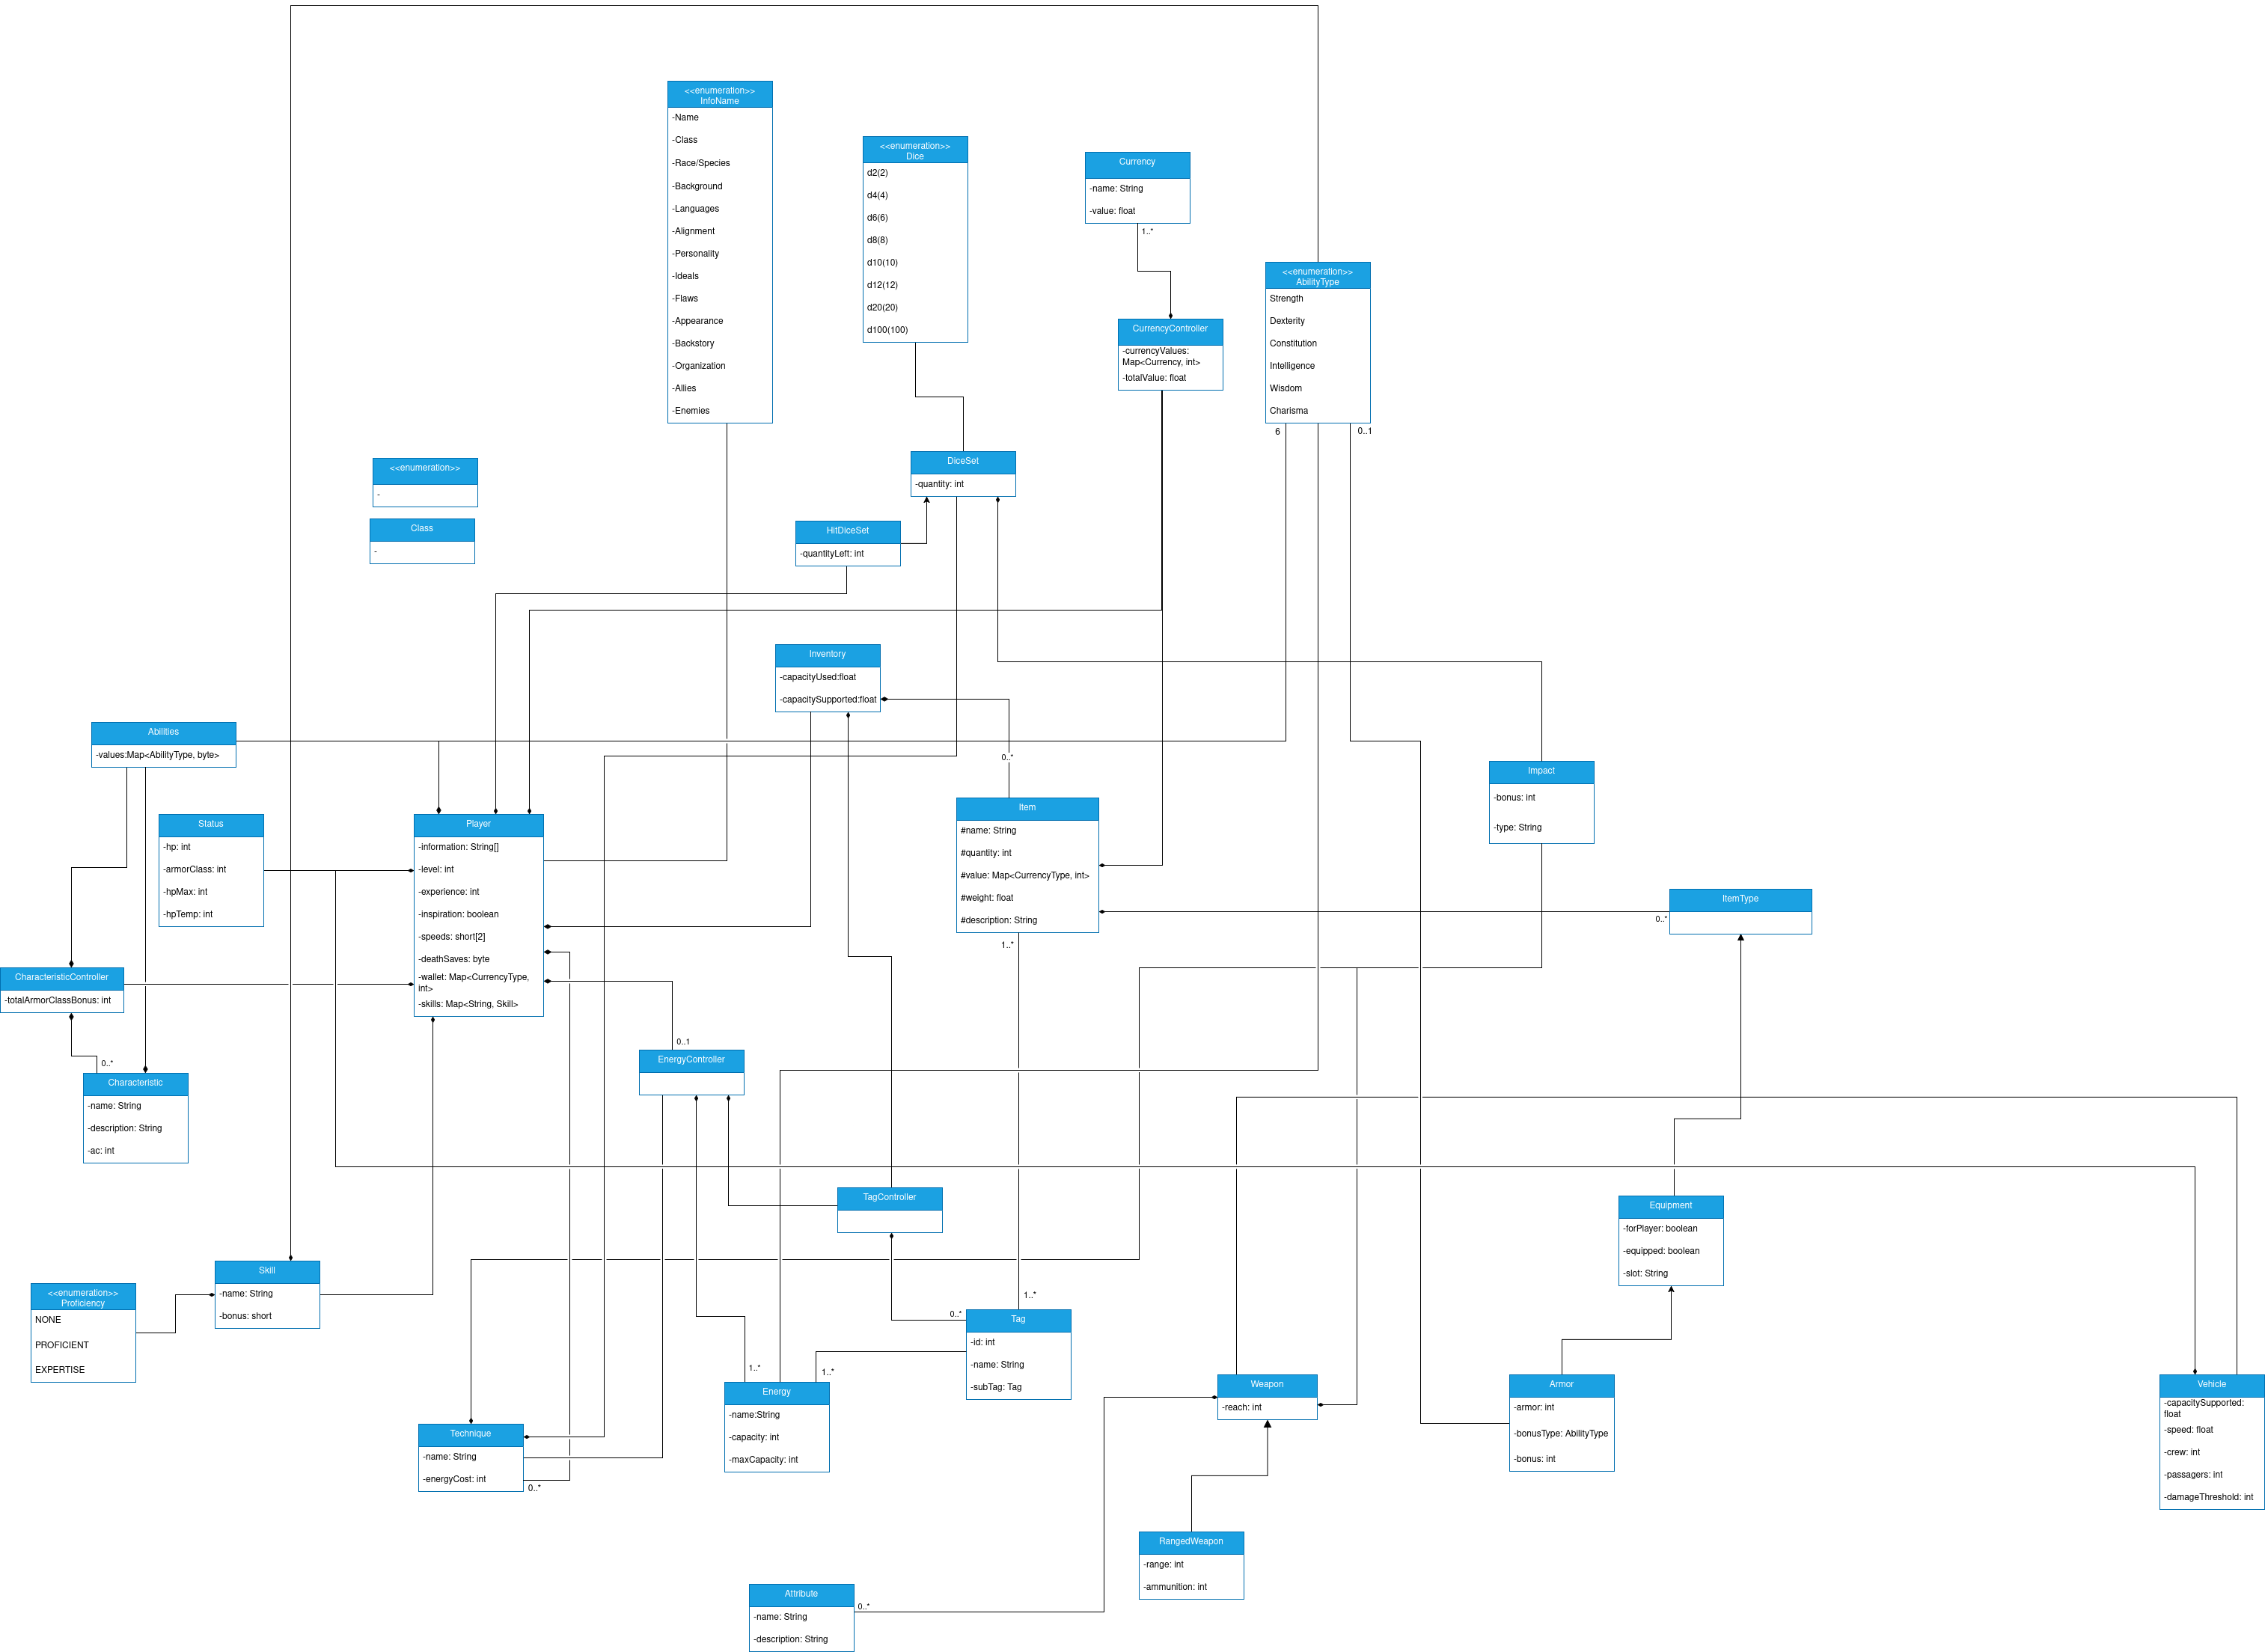 <<enumeration>>
InfoName
-Name
-Class
-Race/Species
-Background
-Languages
-Alignment
-Personality
-Ideals
-Flaws
-Appearance
-Backstory
-Organization
-Allies
-Enemies
<<enumeration>>
Dice
d2(2)
d4(4)
d6(6)
d8(8)
d10(10)
d12(12)
d20(20)
d100(100)
Currency
-name: String
-value: float
1..*
CurrencyController
-currencyValues:
Map<Currency, int>
-totalValue: float
<<enumeration>>
AbilityType
Strength
Dexterity
Constitution
Intelligence
Wisdom
Charisma
6
0..1
<<enumeration>>
-
Class
-
DiceSet
-quantity: int
HitDiceSet
-quantityLeft: int
Inventory
-capacityUsed:float
-capacitySupported:float
Abilities
-values:Map<AbilityType, byte>
0..*
Impact
-bonus: int
-type: String
Status
-hp: int
-armorClass: int
-hpMax: int
-hpTemp: int
Player
-information: String[]
-level: int
-experience: int
-inspiration: boolean
-speeds: short[2]
-deathSaves: byte
-wallet: Map<CurrencyType,
int>
-skills: Map<String, Skill>
Item
#name: String
#quantity: int
#value: Map<CurrencyType, int>
#weight: float
#description: String
1..*
ItemType
0..*
CharacteristicController
-totalArmorClassBonus: int
0..*
Characteristic
-name: String
-description: String
-ac: int
0..1
EnergyController
TagController
Equipment
-forPlayer: boolean
-equipped: boolean
-slot: String
Skill
-name: String
-bonus: short
<<enumeration>>
Proficiency
NONE
PROFICIENT
EXPERTISE
1..*
0..*
Tag
-id: int
-name: String
-subTag: Tag
1..*
1..*
Energy
-name:String
-capacity: int
-maxCapacity: int
Technique
-name: String
-energyCost: int
0..*
Weapon
-reach: int
Armor
-armor: int
-bonusType: AbilityType
-bonus: int
Vehicle
-capacitySupported:
float
-speed: float
-crew: int
-passagers: int
-damageThreshold: int
RangedWeapon
-range: int
-ammunition: int
Attribute
-name: String
-description: String
0..*